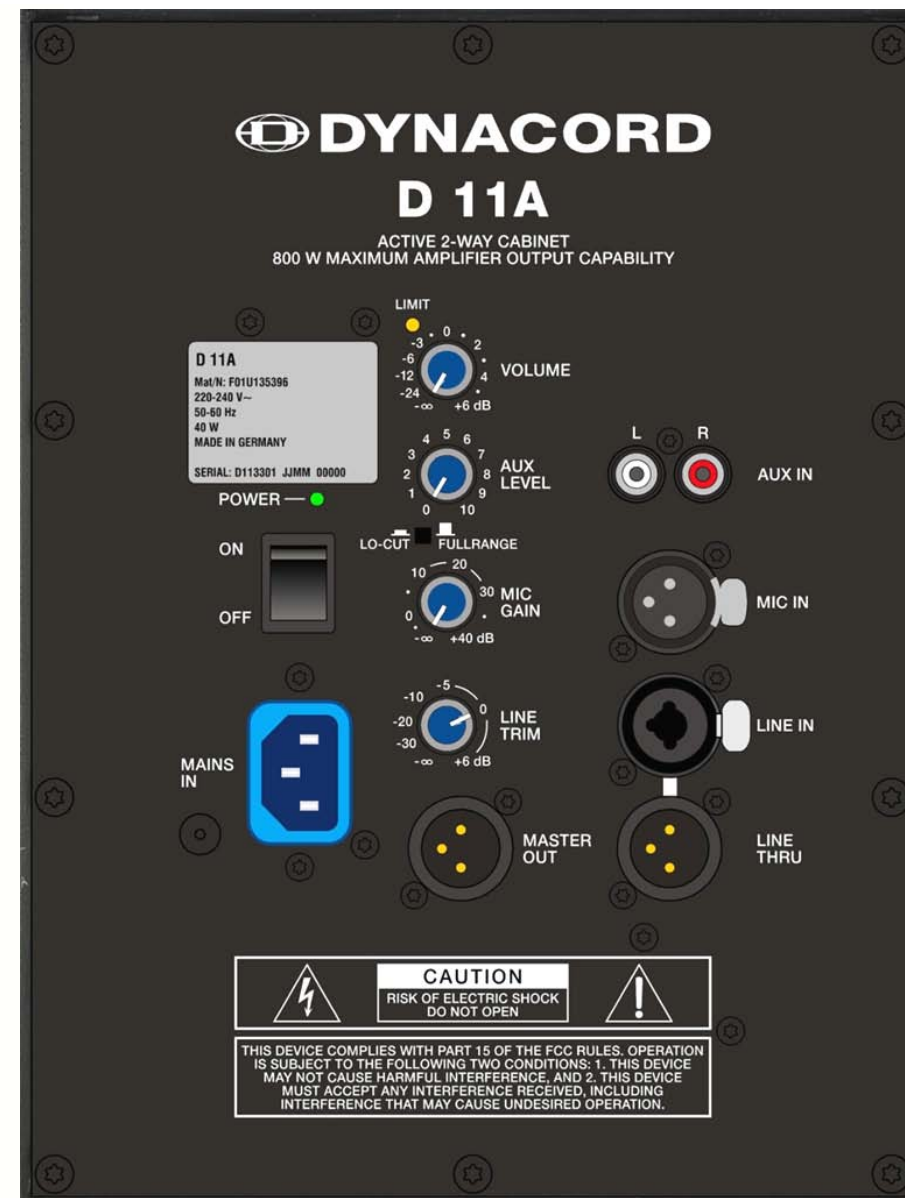 DYNACORD
D 11A
ACTIVE 2-WAY CABINET
800 W MAXIMUM AMPLIFIER OUTPUT CAPABILITY
LIMIT
D 11A
Mat/N: F01U135396
220-240 V~
50-60 Hz
40 W
MADE IN GERMANY
SERIAL: D113301 JJMM 00000
-∞ -24 -12 -6 -3 0 2 4 +6 dB
VOLUME
0 1 2 3 4 5 6 7 8 9 10
AUX
LEVEL
L R
AUX IN
POWER
ON
OFF
LO-CUT FULLRANGE
-∞ 0 10 20 30 +40 dB
MIC
GAIN
MIC IN
-∞ -30 -20 -10 -5 0 +6 dB
LINE
TRIM
LINE IN
MAINS
IN
MASTER
OUT
LINE
THRU
CAUTION
RISK OF ELECTRIC SHOCK
DO NOT OPEN
THIS DEVICE COMPLIES WITH PART 15 OF THE FCC RULES. OPERATION
IS SUBJECT TO THE FOLLOWING TWO CONDITIONS: 1. THIS DEVICE
MAY NOT CAUSE HARMFUL INTERFERENCE, AND 2. THIS DEVICE
MUST ACCEPT ANY INTERFERENCE RECEIVED, INCLUDING
INTERFERENCE THAT MAY CAUSE UNDESIRED OPERATION.